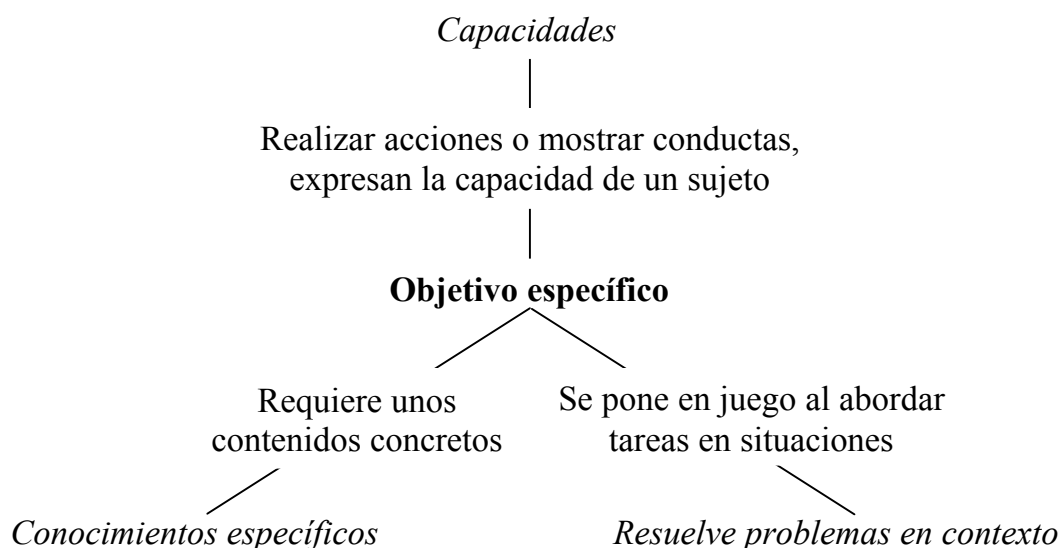 Capacidades
Realizar acciones o mostrar conductas,
expresan la capacidad de un sujeto
Objetivo específico
Requiere unos
contenidos concretos
Se pone en juego al abordar
tareas en situaciones
Conocimientos específicos
Resuelve problemas en contexto